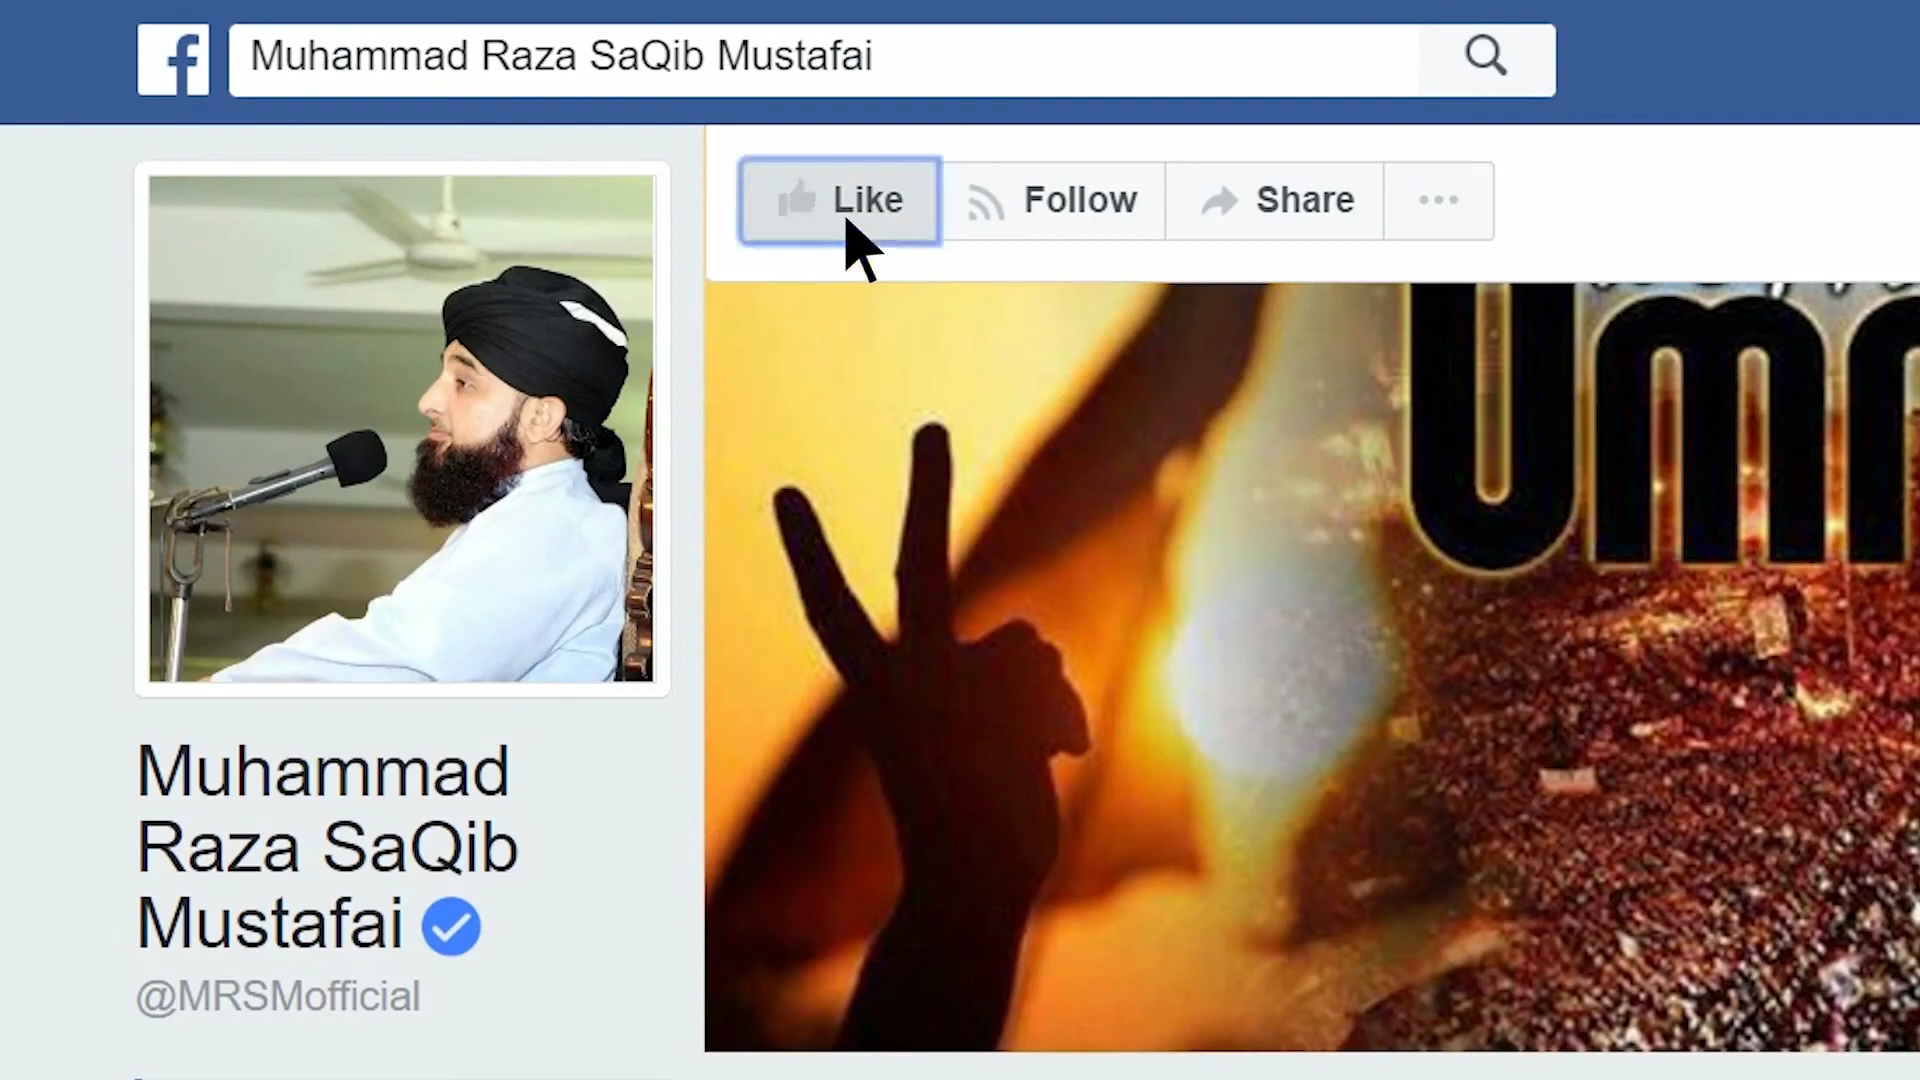 Muhammad Raza SaQib Mustafai
Like
Follow
Share
Muhammad
Raza SaQib
Mustafai
@MRSMofficial